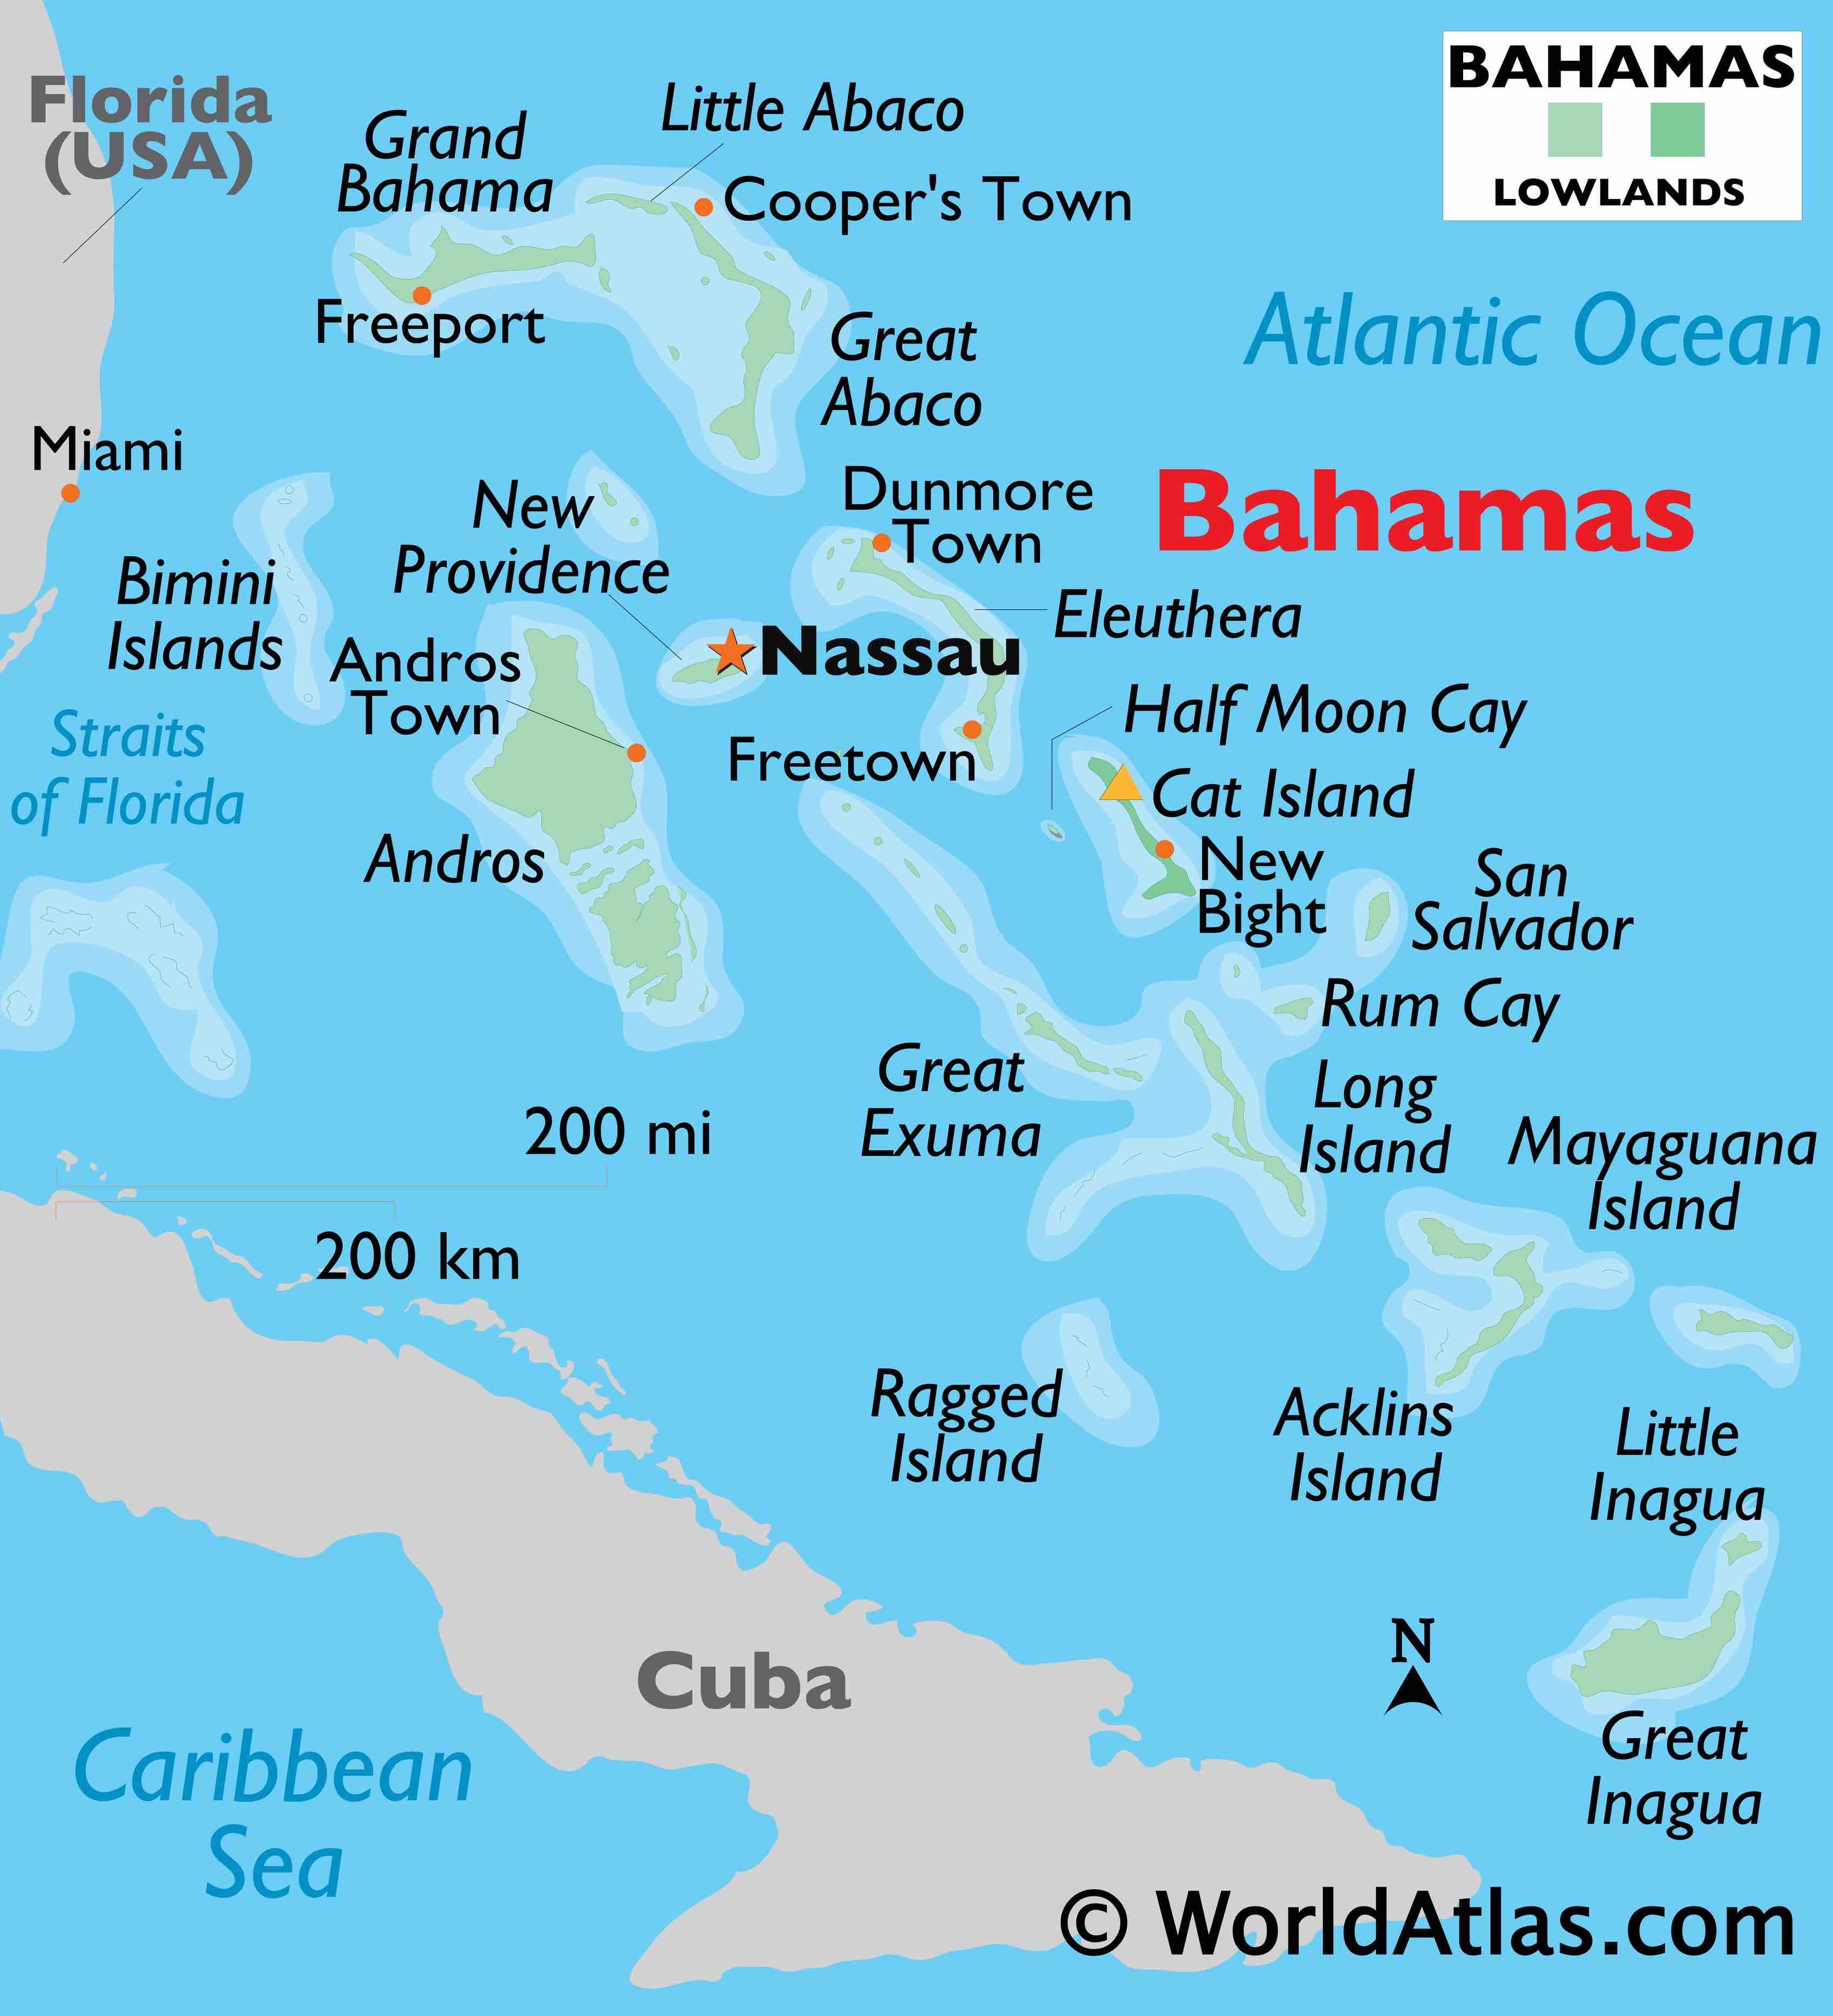 Florida
(USA)
Grand
Bahama
Little Abaco
Cooper's Town
BAHAMAS
LOWLANDS
Freeport
Great
Abaco
Atlantic Ocean
Miami
New
Providence
Dunmore
Town
Bahamas
Bimini
Islands
Andros
Town
Nassau
Eleuthera
Straits
of Florida
Freetown
Half Moon Cay
Cat Island
New
Bight
Andros
San
Salvador
Rum Cay
Great
Exuma
Long
Island
Mayaguana
Island
200 mi
200 km
Ragged
Island
Acklins
Island
Little
Inagua
N
Cuba
Great
Inagua
Caribbean
Sea
© WorldAtlas.com